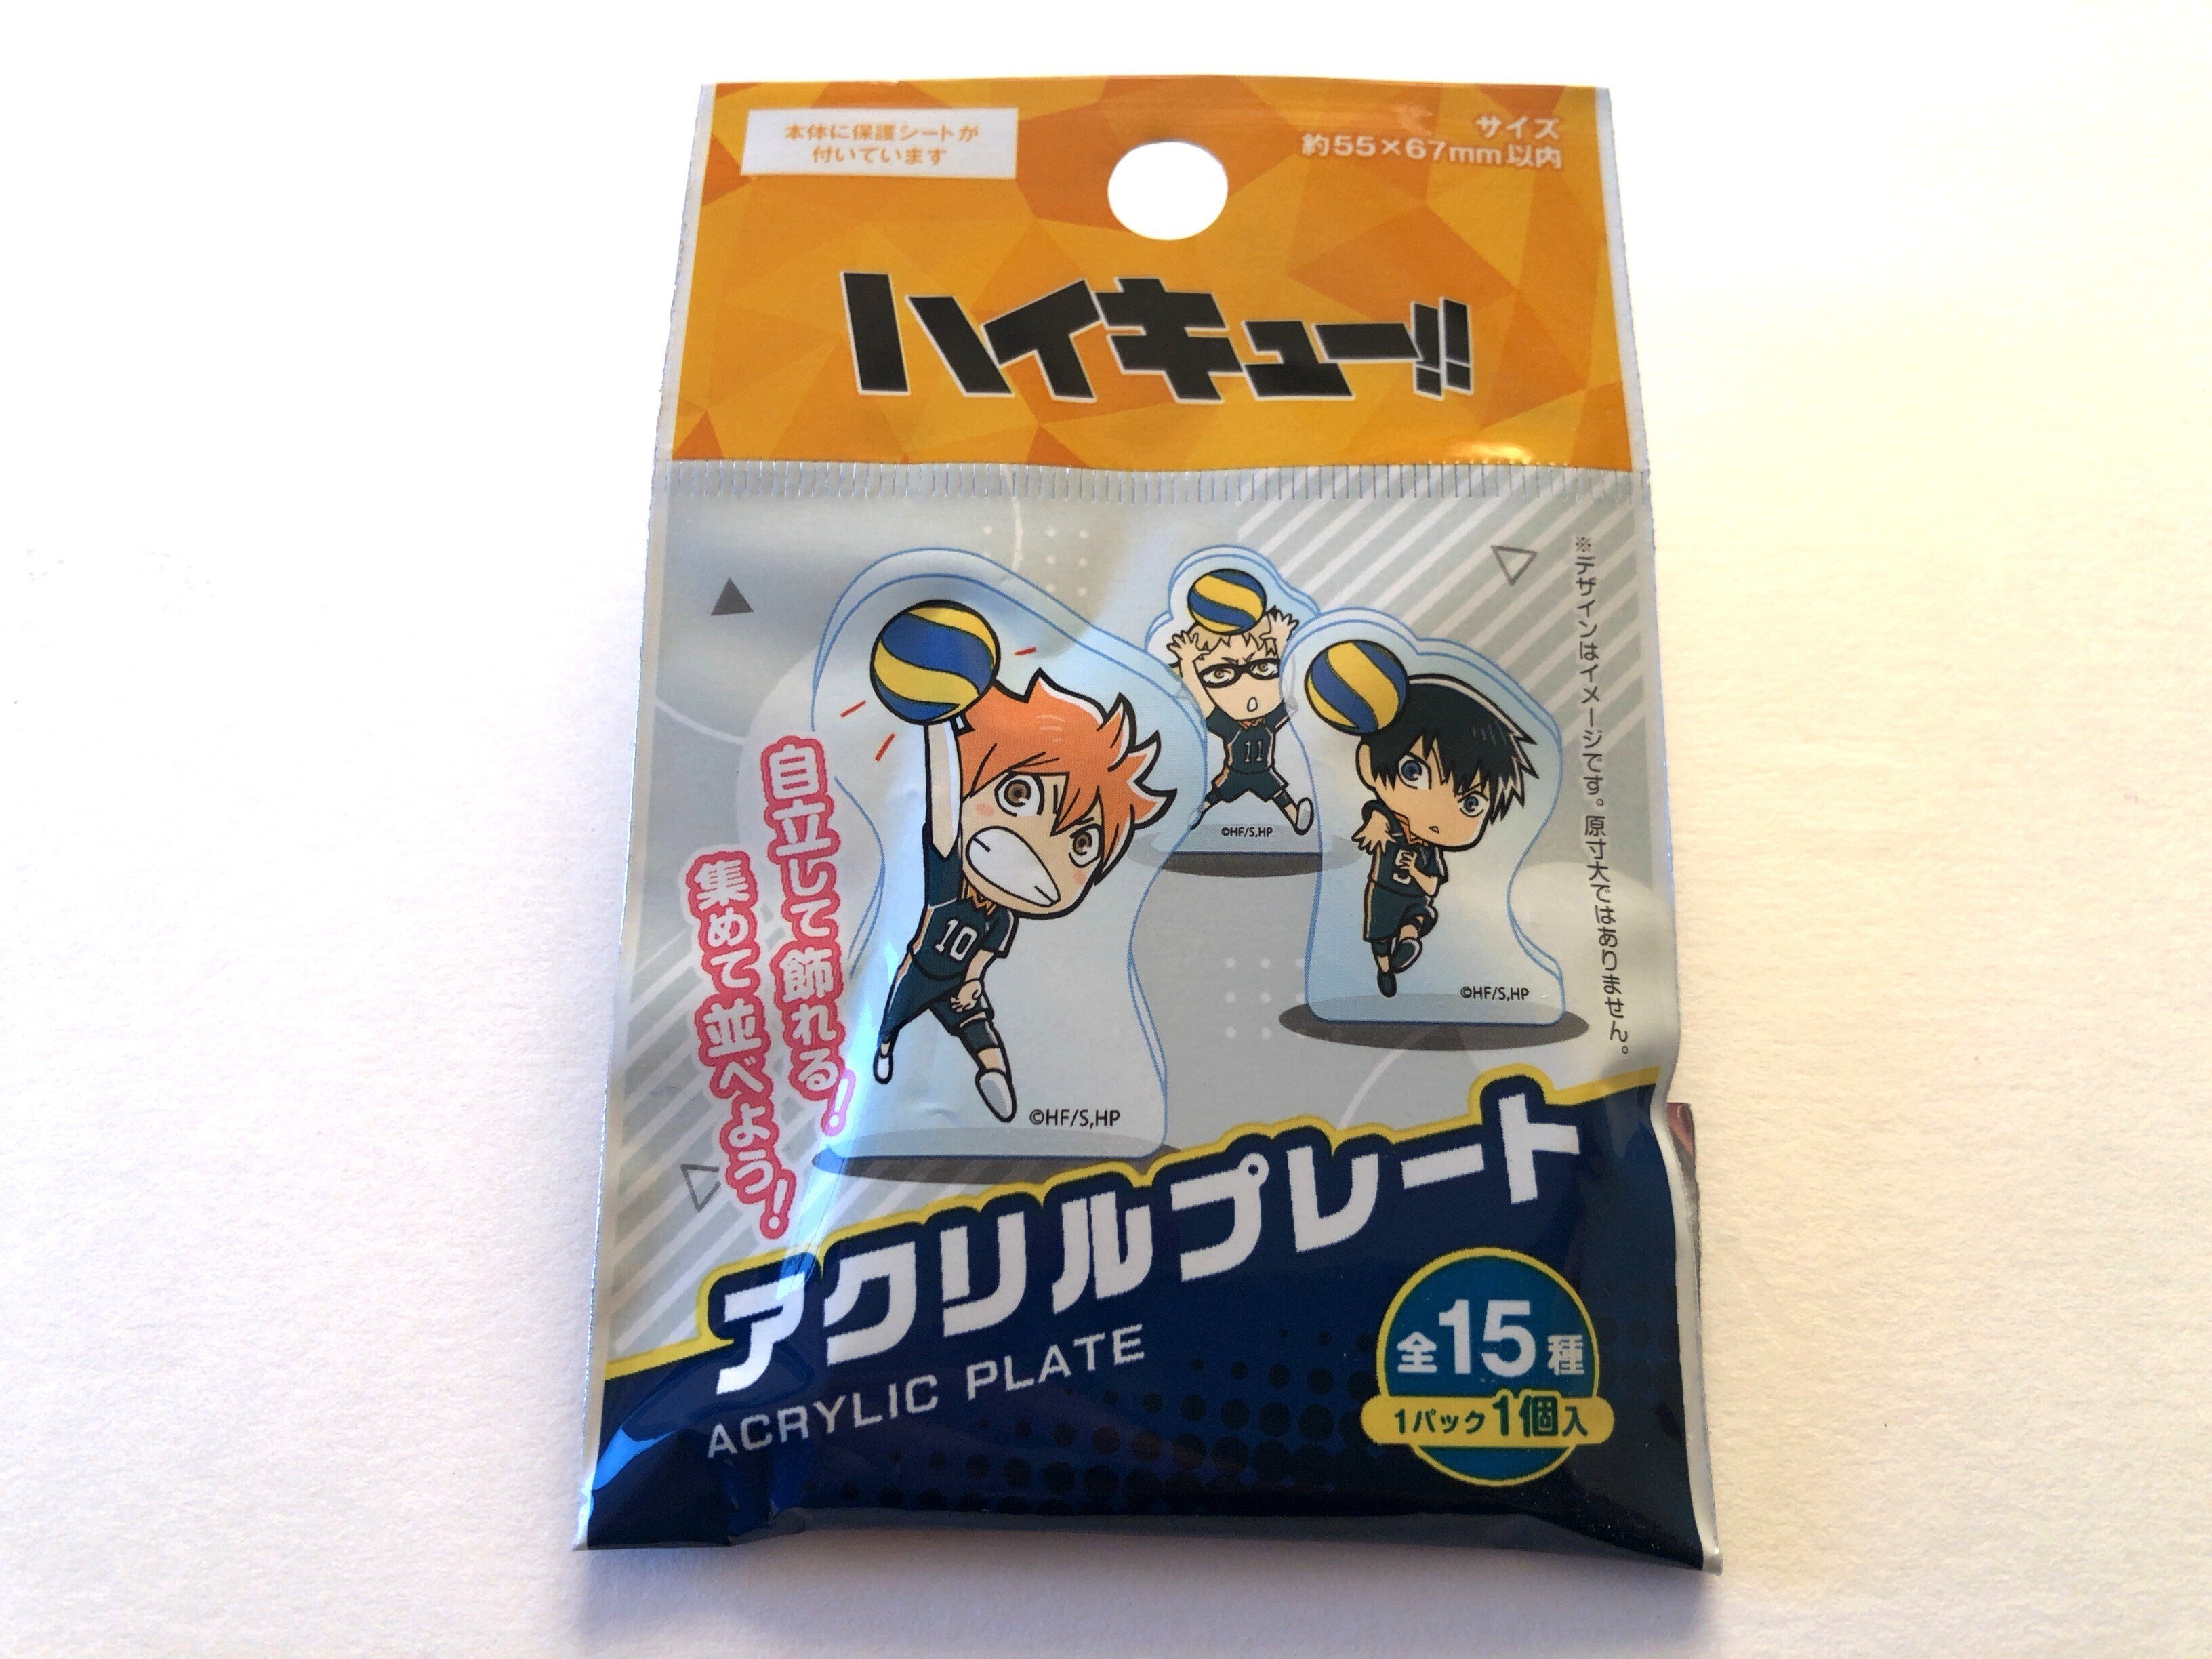 本体に保護シートが
付いています
サイズ
約55×67mm以内
ハイキュー!!
※デザインはイメージです。原寸大ではありません。
自立して飾れる!
集めて並べよう!
11
©HF/S,HP
9
©HF/S,HP
10
©HF/S,HP
アクリルプレート
ACRYLIC PLATE
全15種
1パック1個入